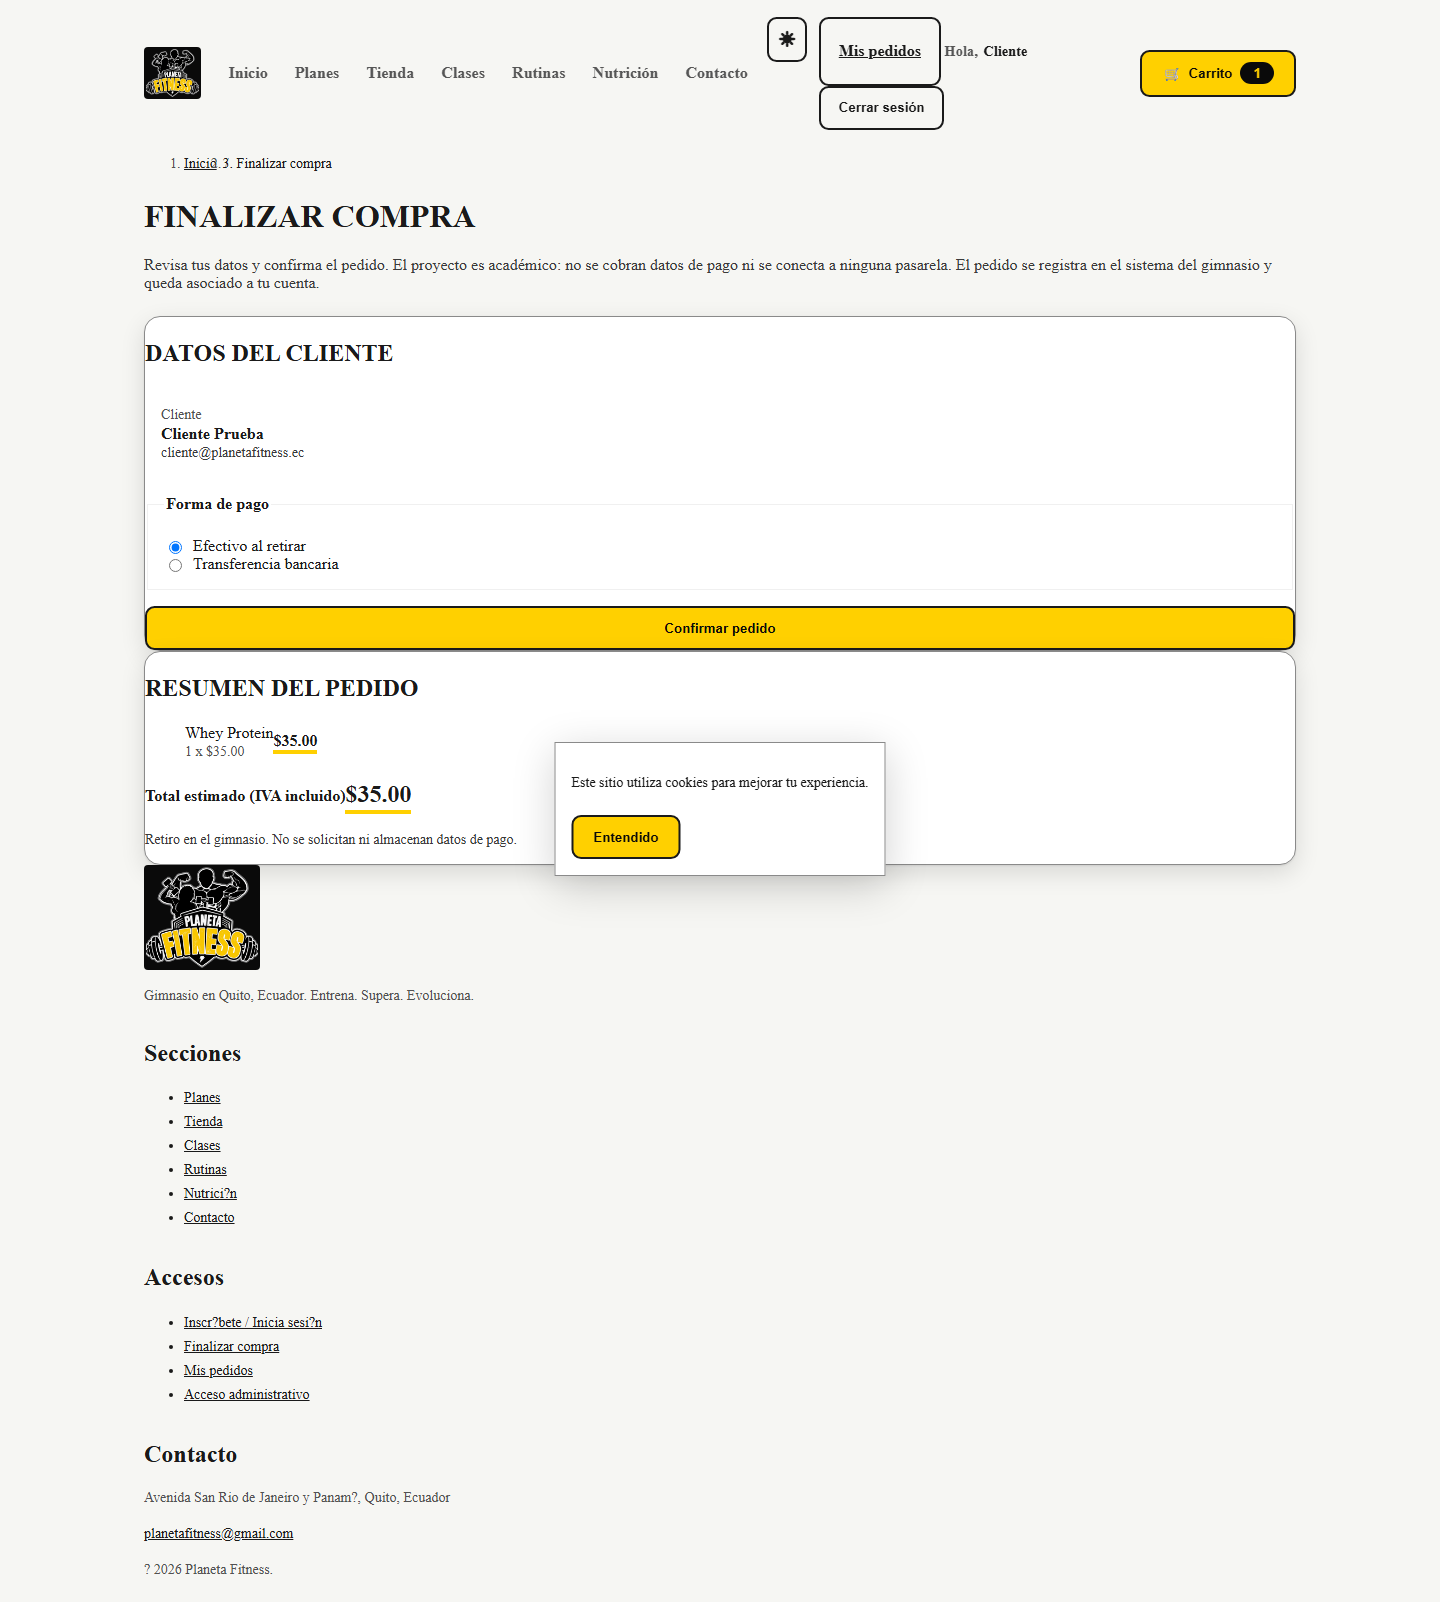 PLANETA
FITNESS
Inicio Planes Tienda Clases Rutinas Nutrición Contacto
Mis pedidos
Hola, Cliente
Cerrar sesión
Carrito 1
1. Inicio
3. Finalizar compra
FINALIZAR COMPRA
Revisa tus datos y confirma el pedido. El proyecto es académico: no se cobran datos de pago ni se conecta a ninguna pasarela. El pedido se registra en el sistema del gimnasio y
queda asociado a tu cuenta.
DATOS DEL CLIENTE
Cliente
Cliente Prueba
cliente@planetafitness.ec
Forma de pago
Efectivo al retirar
Transferencia bancaria
Confirmar pedido
RESUMEN DEL PEDIDO
Whey Protein
1 x $35.00
$35.00
Total estimado (IVA incluido) $35.00
Retiro en el gimnasio. No se solicitan ni almacenan datos de pago.
Este sitio utiliza cookies para mejorar tu experiencia.
Entendido
PLANETA
FITNESS
Gimnasio en Quito, Ecuador. Entrena. Supera. Evoluciona.
Secciones
Planes
Tienda
Clases
Rutinas
Nutrici?n
Contacto
Accesos
Inscr?bete / Inicia sesi?n
Finalizar compra
Mis pedidos
Acceso administrativo
Contacto
Avenida San Rio de Janeiro y Panam?, Quito, Ecuador
planetafitness@gmail.com
? 2026 Planeta Fitness.